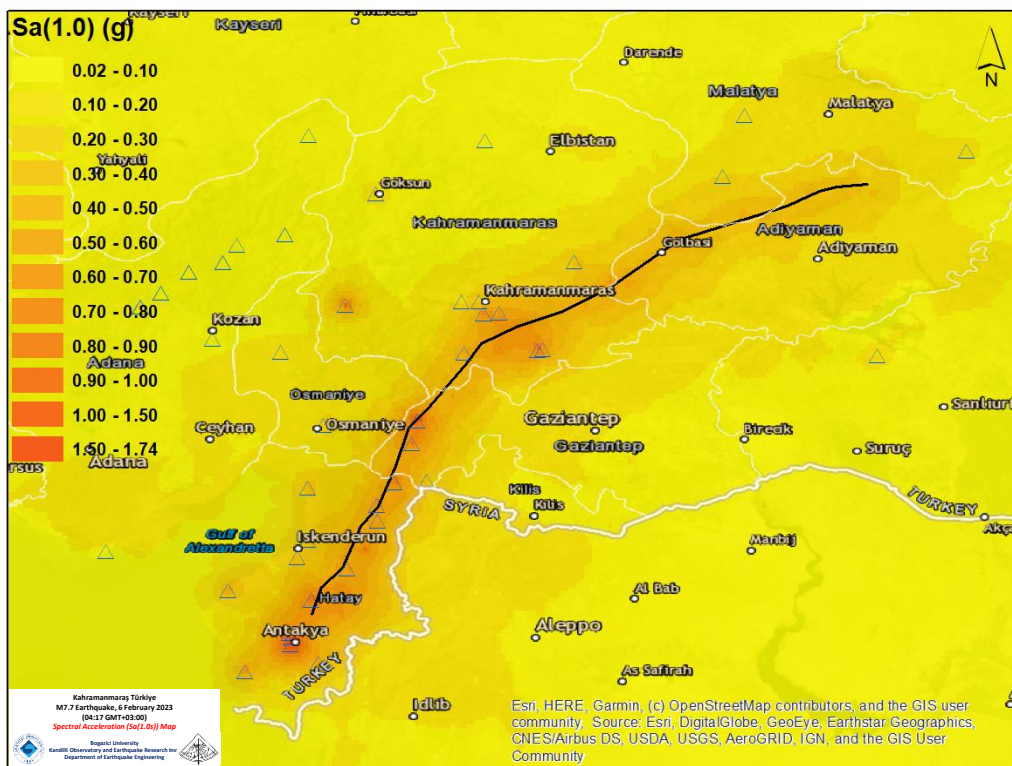 Sa(1.0) (g)
0.02 - 0.10
0.10 - 0.20
0.20 - 0.30
0.30 - 0.40
0.40 - 0.50
0.50 - 0.60
0.60 - 0.70
0.70 - 0.80
0.80 - 0.90
0.90 - 1.00
1.00 - 1.50
1.50 - 1.74
Kayseri
Kayseri
Darende
N
Malatya
Malatya
Elbistan
Yahyali
Göksun
Kahramanmaras
Adiyaman
Adiyaman
Gölbasi
Kahramanmaras
Kozan
Adana
Osmaniye
Osmaniye
Ceyhan
Gaziantep
Gaziantep
Birecik
Sanliurf
Suruç
Adana
rsus
Kilis
Kilis
SYRIA
TURKEY
Akça
Gulf of
Alexandretta
Iskenderun
Manbij
Hatay
Al Bab
Antakya
Aleppo
TURKEY
As Safirah
Idlib
Kahramanmaraş Türkiye
M7.7 Earthquake, 6 February 2023
(04:17 GMT+03:00)
Spectral Acceleration (Sa(1.0s)) Map
Bogazici University
Kandilli Observatory and Earthquake Research Ins
Department of Earthquake Engineering
Esri, HERE, Garmin, (c) OpenStreetMap contributors, and the GIS user
community, Source: Esri, DigitalGlobe, GeoEye, Earthstar Geographics,
CNES/Airbus DS, USDA, USGS, AeroGRID, IGN, and the GIS User
Community